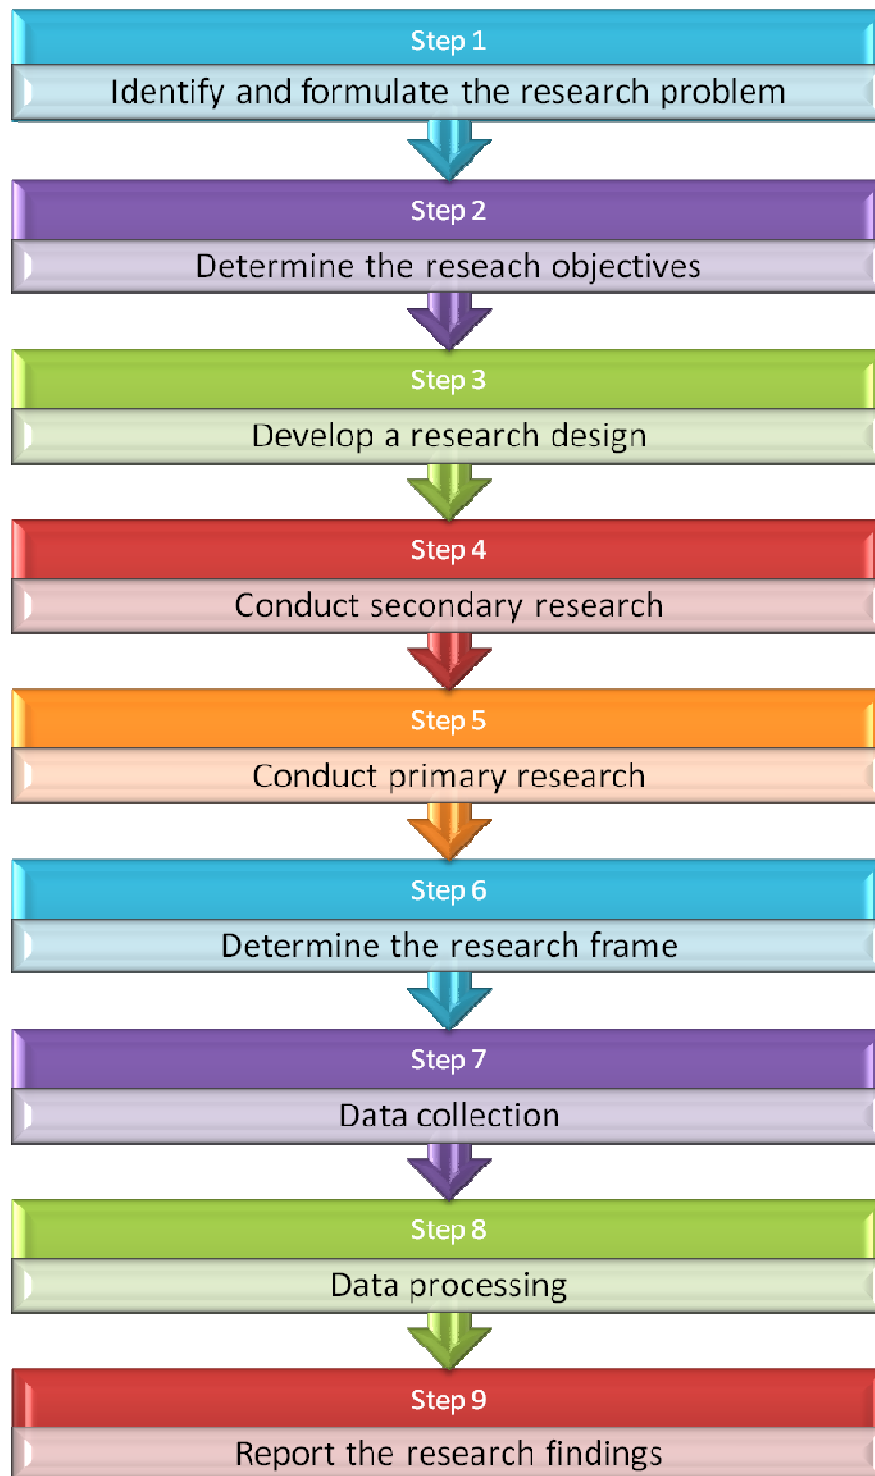 Step 1
Identify and formulate the research problem
Step 2
Determine the reseach objectives
Step 3
Develop a research design
Step 4
Conduct secondary research
Step 5
Conduct primary research
Step 6
Determine the research frame
Step 7
Data collection
Step 8
Data processing
Step 9
Report the research findings